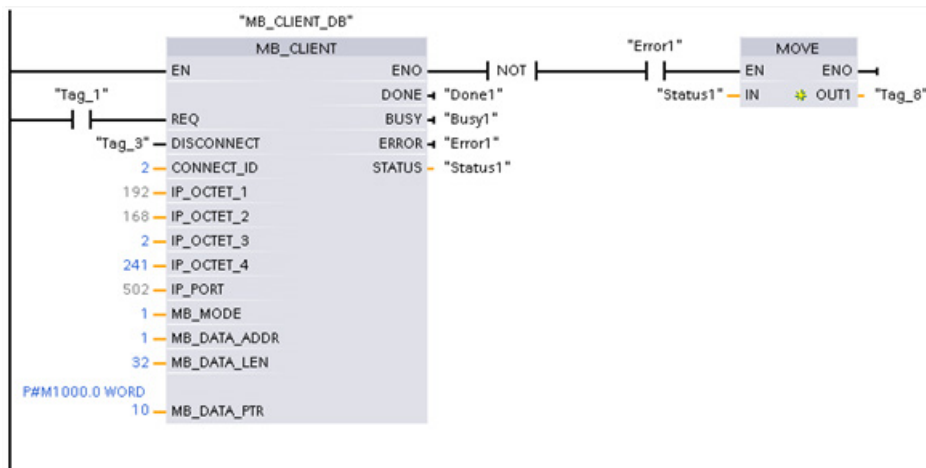 "MB_CLIENT_DB"
MB_CLIENT
"Error1"
MOVE
EN
ENO
NOT
EN
ENO
"Tag_1"
DONE
"Done1"
"Status1"
IN
OUT1
"Tag_8"
REQ
BUSY
"Busy1"
"Tag_3"
DISCONNECT
ERROR
"Error1"
2
CONNECT_ID
STATUS
"Status1"
192
IP_OCTET_1
168
IP_OCTET_2
2
IP_OCTET_3
241
IP_OCTET_4
502
IP_PORT
1
MB_MODE
1
MB_DATA_ADDR
32
MB_DATA_LEN
P#M1000.0 WORD
10
MB_DATA_PTR